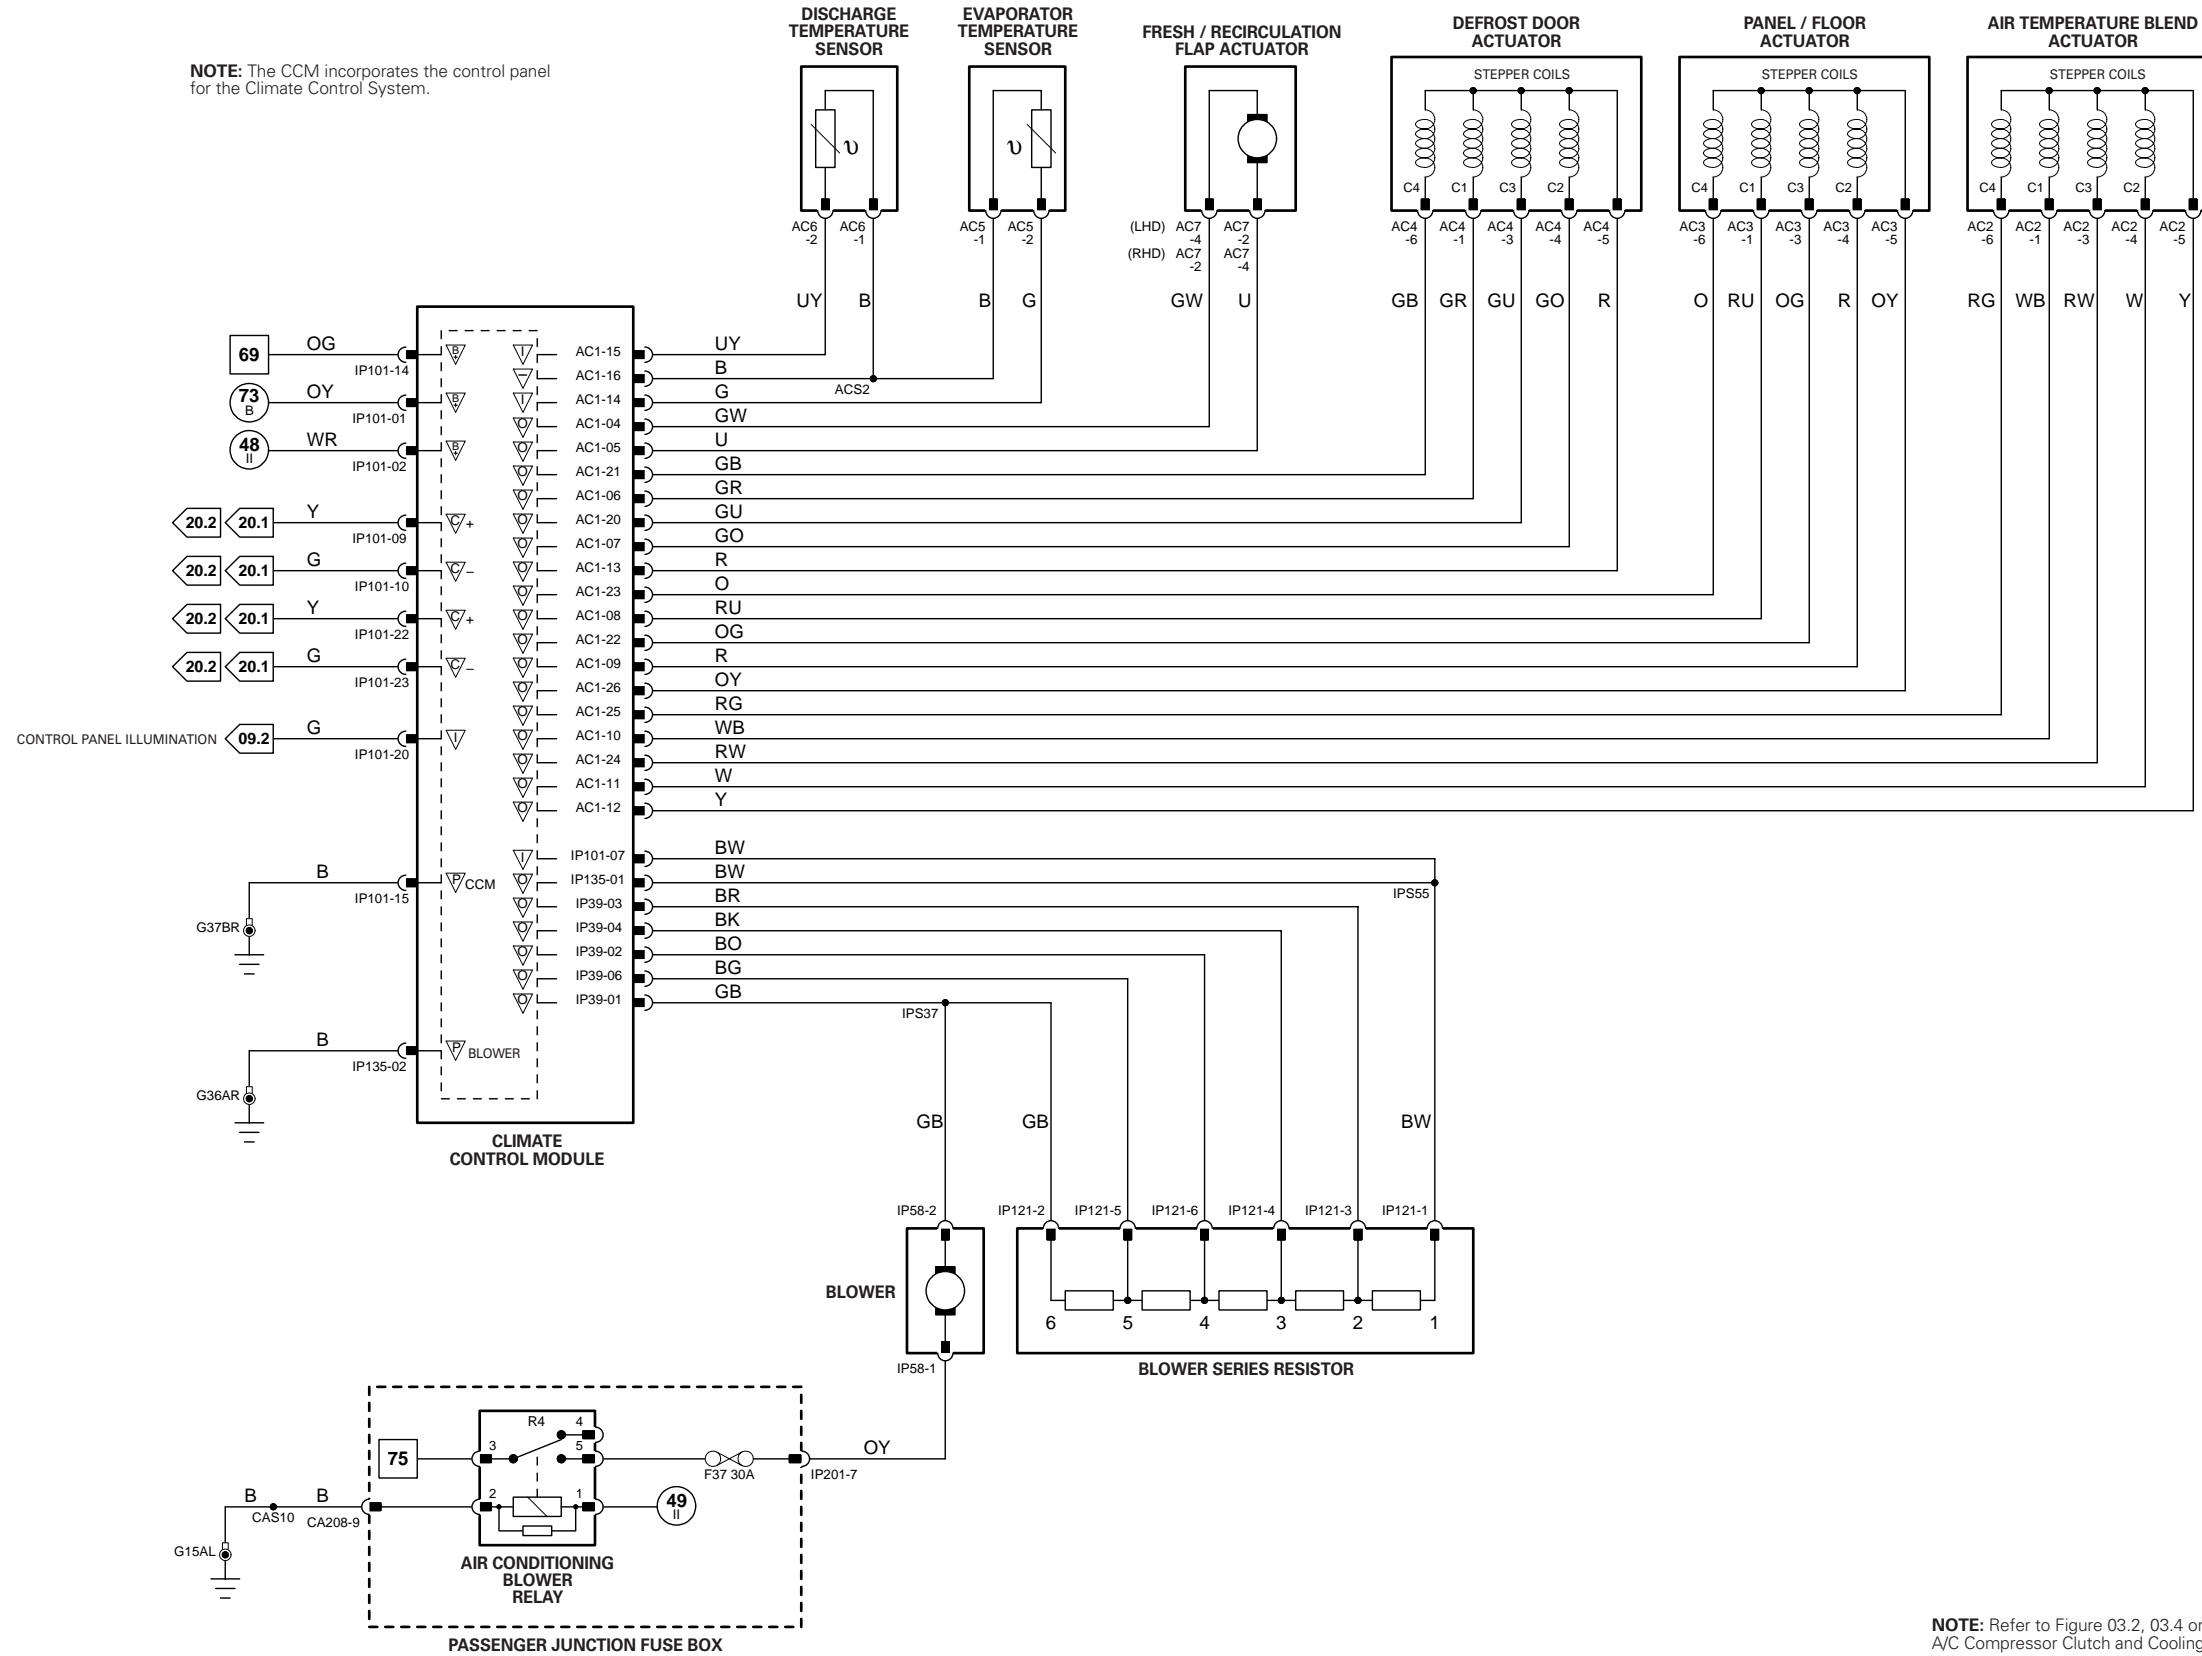 NOTE: The CCM incorporates the control panel
for the Climate Control System.
DISCHARGE
TEMPERATURE
SENSOR
EVAPORATOR
TEMPERATURE
SENSOR
FRESH / RECIRCULATION
FLAP ACTUATOR
DEFROST DOOR
ACTUATOR
PANEL / FLOOR
ACTUATOR
AIR TEMPERATURE BLEND
ACTUATOR
STEPPER COILS STEPPER COILS STEPPER COILS
υ υ
C4 C1 C3 C2 C4 C1 C3 C2 C4 C1 C3 C2
AC6 AC6 AC5 AC5 (LHD) AC7 AC7 AC4 AC4 AC4 AC4 AC4 AC3 AC3 AC3 AC3 AC3 AC2 AC2 AC2 AC2 AC2
-2 -1 -1 -2 -4 -2 -6 -1 -3 -4 -5 -6 -1 -3 -4 -5 -6 -1 -3 -4 -5
(RHD) AC7 AC7
-2 -4
UY B B G GW U GB GR GU GO R O RU OG R OY RG WB RW W Y
69 OG IP101-14 B+
73 B OY IP101-01 B+
48 II WR IP101-02 B+
20.2 20.1 Y IP101-09 C +
20.2 20.1 G IP101-10 C –
20.2 20.1 Y IP101-22 C +
20.2 20.1 G IP101-23 C –
CONTROL PANEL ILLUMINATION 09.2 G IP101-20 I
B IP101-15 P CCM
G37BR
B IP135-02 P BLOWER
G36AR
I AC1-15 UY
– AC1-16 B
ACS2
I AC1-14 G
O AC1-04 GW
O AC1-05 U
O AC1-21 GB
O AC1-06 GR
O AC1-20 GU
O AC1-07 GO
O AC1-13 R
O AC1-23 O
O AC1-08 RU
O AC1-22 OG
O AC1-09 R
O AC1-26 OY
O AC1-25 RG
O AC1-10 WB
O AC1-24 RW
O AC1-11 W
O AC1-12 Y
I IP101-07 BW
O IP135-01 BW
IPS55
O IP39-03 BR
O IP39-04 BK
O IP39-02 BO
O IP39-06 BG
O IP39-01 GB
IPS37
CLIMATE
CONTROL MODULE
GB GB BW
IP58-2 IP121-2 IP121-5 IP121-6 IP121-4 IP121-3 IP121-1
BLOWER
6 5 4 3 2 1
IP58-1
BLOWER SERIES RESISTOR
R4 4
75 3 5 F37 30A IP201-7 OY
B B 2 1 49 II
CAS10 CA208-9
G15AL
AIR CONDITIONING
BLOWER
RELAY
PASSENGER JUNCTION FUSE BOX
NOTE: Refer to Figure 03.2, 03.4 or
A/C Compressor Clutch and Cooling